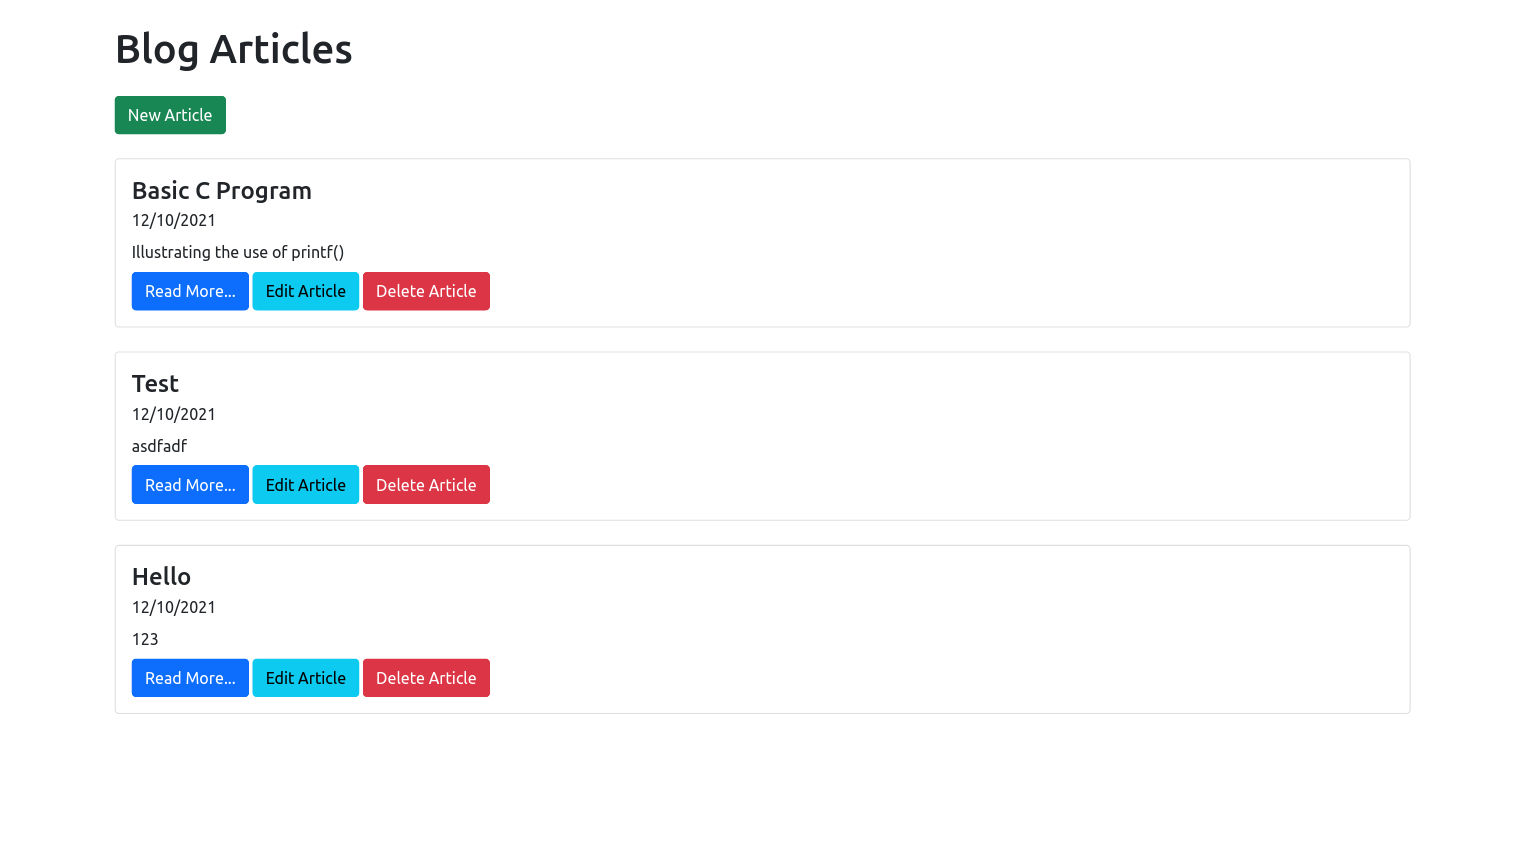 Blog Articles
New Article
Basic C Program
12/10/2021
Illustrating the use of printf()
Read More... Edit Article Delete Article
Test
12/10/2021
asdfadf
Read More... Edit Article Delete Article
Hello
12/10/2021
123
Read More... Edit Article Delete Article